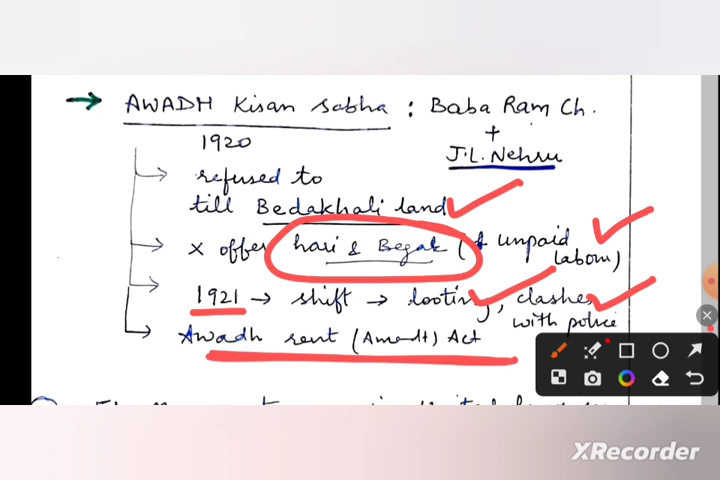 → AWADH Kisan Sabha : Baba Ram Ch.
1920
+
J.L. Nehru
→ refused to
till Bedakhali land
→ x offer hari & Begak ( unpaid
labour)
→ 1921 → shift → looting, clashes
with police
→ Awadh rent (Amendt) Act
XRecorder